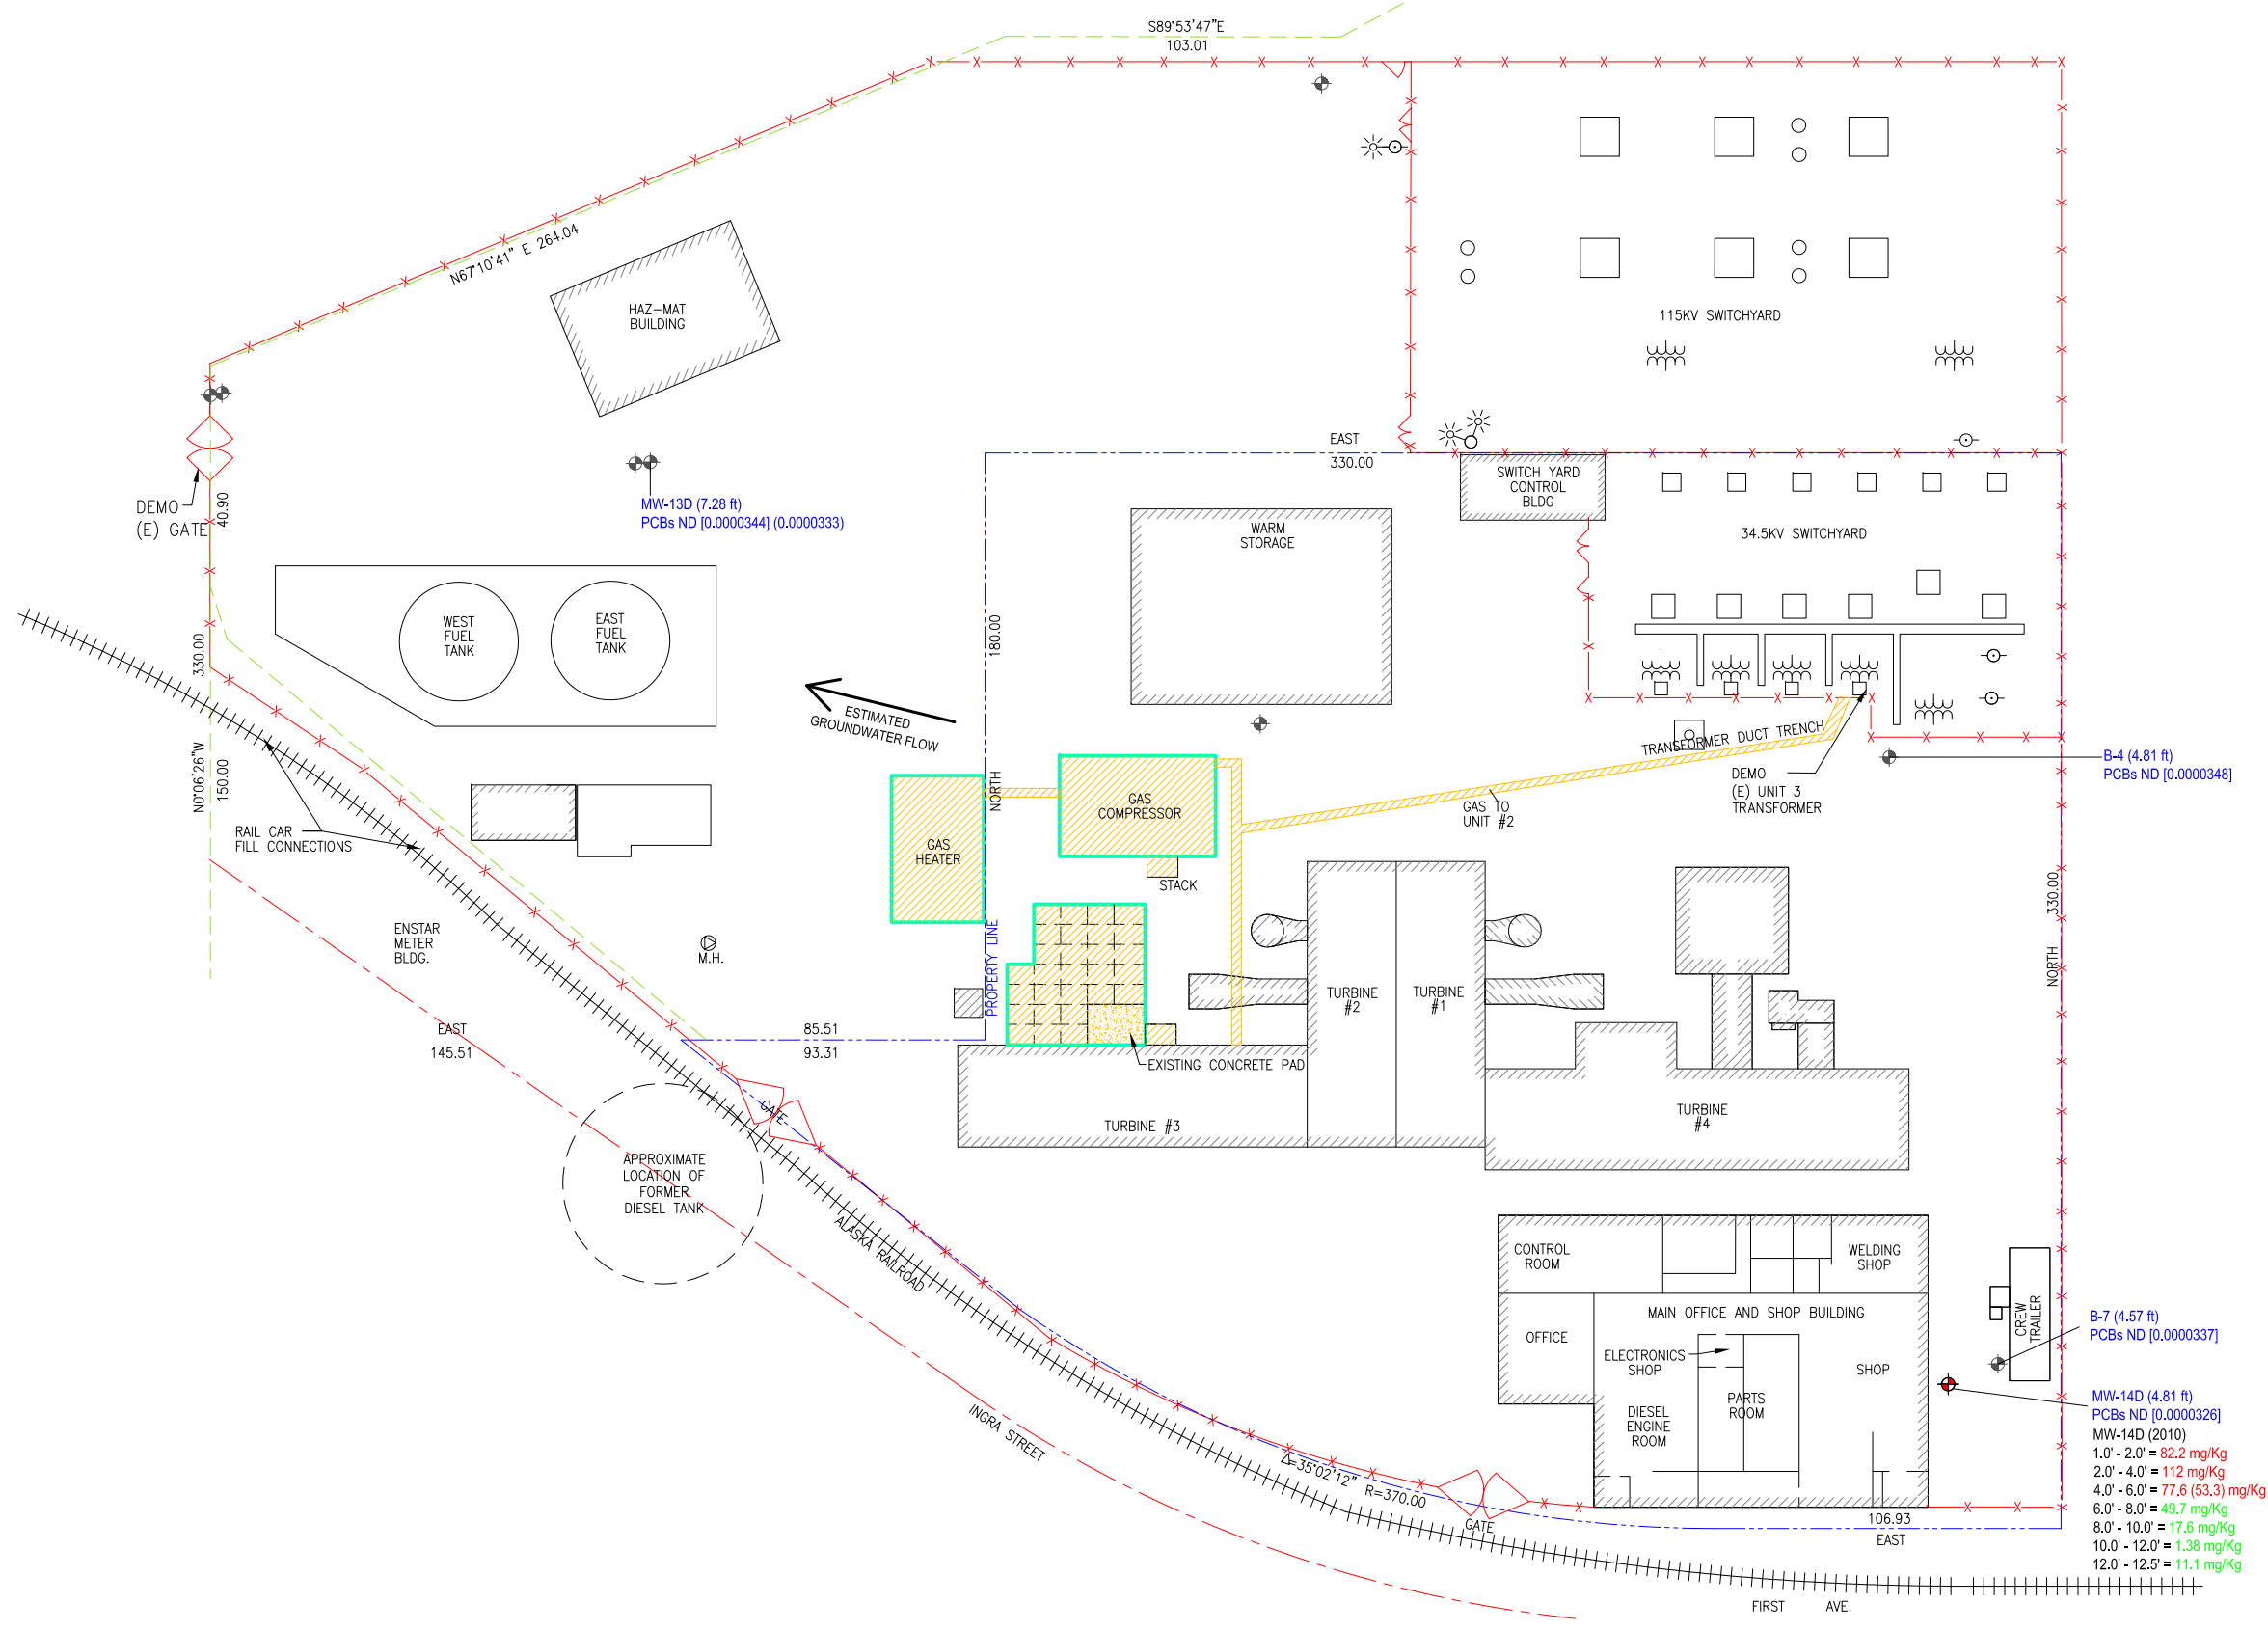 S89°53'47"E
103.01
N67°10'41" E 264.04
HAZ-MAT
BUILDING
115KV SWITCHYARD
EAST
330.00
SWITCH YARD
CONTROL
BLDG
DEMO
(E) GATE
40.90
MW-13D (7.28 ft)
PCBs ND [0.0000344] (0.0000333)
WARM
STORAGE
34.5KV SWITCHYARD
WEST
FUEL
TANK
EAST
FUEL
TANK
330.00
180.00
NORTH
ESTIMATED
GROUNDWATER FLOW
TRANSFORMER DUCT TRENCH
N0°06'26"W
150.00
B-4 (4.81 ft)
PCBs ND [0.0000348]
DEMO
(E) UNIT 3
TRANSFORMER
GAS TO
UNIT #2
GAS
COMPRESSOR
GAS
HEATER
STACK
RAIL CAR
FILL CONNECTIONS
ENSTAR
METER
BLDG.
M.H.
PROPERTY LINE
330.00
NORTH
TURBINE
#2
TURBINE
#1
EAST
145.51
85.51
93.31
EXISTING CONCRETE PAD
GATE
TURBINE #3
TURBINE
#4
APPROXIMATE
LOCATION OF
FORMER
DIESEL TANK
ALASKA RAILROAD
CONTROL
ROOM
WELDING
SHOP
MAIN OFFICE AND SHOP BUILDING
OFFICE
ELECTRONICS
SHOP
SHOP
CREW
TRAILER
B-7 (4.57 ft)
PCBs ND [0.0000337]
PARTS
ROOM
DIESEL
ENGINE
ROOM
MW-14D (4.81 ft)
PCBs ND [0.0000326]
MW-14D (2010)
1.0' - 2.0' = 82.2 mg/Kg
2.0' - 4.0' = 112 mg/Kg
4.0' - 6.0' = 77.6 (53.3) mg/Kg
6.0' - 8.0' = 49.7 mg/Kg
8.0' - 10.0' = 17.6 mg/Kg
10.0' - 12.0' = 1.38 mg/Kg
12.0' - 12.5' = 11.1 mg/Kg
INGRA STREET
Δ=35°02'12" R=370.00
GATE
106.93
EAST
FIRST AVE.